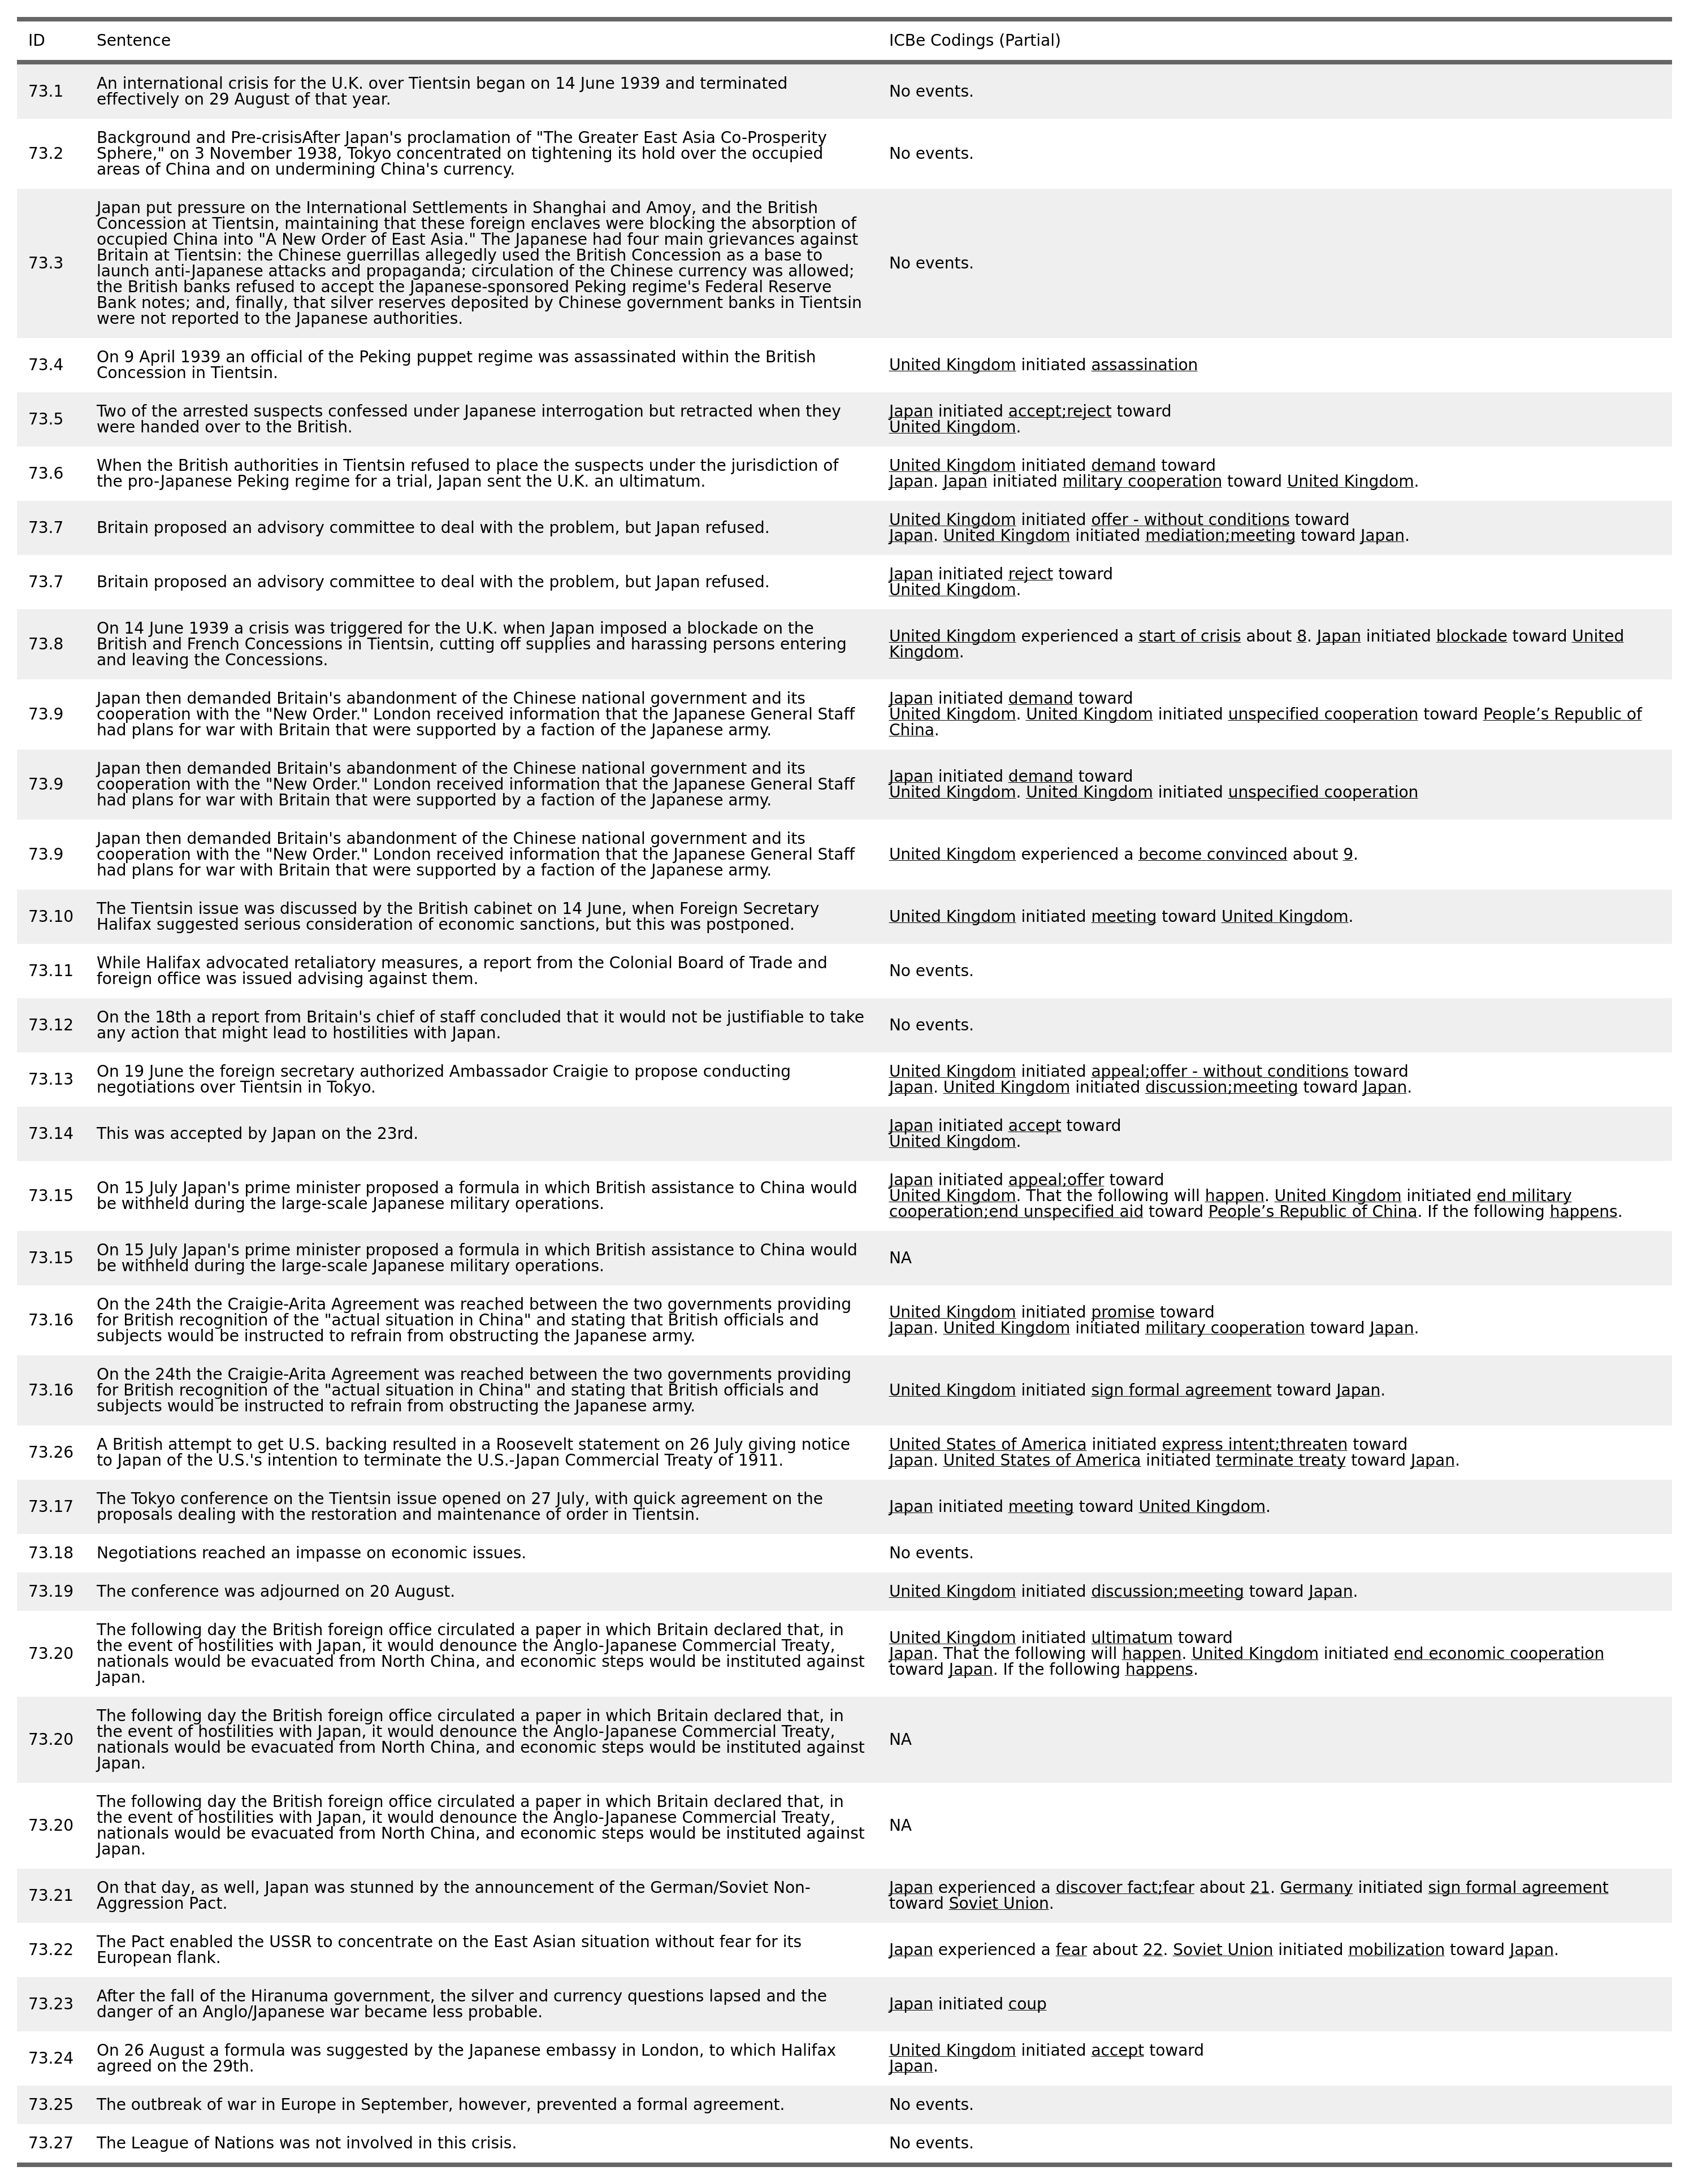 ID Sentence ICBe Codings (Partial)
73.1 An international crisis for the U.K. over Tientsin began on 14 June 1939 and terminated
effectively on 29 August of that year.
No events.
73.2 Background and Pre-crisisAfter Japan's proclamation of "The Greater East Asia Co-Prosperity
Sphere," on 3 November 1938, Tokyo concentrated on tightening its hold over the occupied
areas of China and on undermining China's currency.
No events.
73.3 Japan put pressure on the International Settlements in Shanghai and Amoy, and the British
Concession at Tientsin, maintaining that these foreign enclaves were blocking the absorption of
occupied China into "A New Order of East Asia." The Japanese had four main grievances against
Britain at Tientsin: the Chinese guerrillas allegedly used the British Concession as a base to
launch anti-Japanese attacks and propaganda; circulation of the Chinese currency was allowed;
the British banks refused to accept the Japanese-sponsored Peking regime's Federal Reserve
Bank notes; and, finally, that silver reserves deposited by Chinese government banks in Tientsin
were not reported to the Japanese authorities.
No events.
73.4 On 9 April 1939 an official of the Peking puppet regime was assassinated within the British
Concession in Tientsin.
United Kingdom initiated assassination
73.5 Two of the arrested suspects confessed under Japanese interrogation but retracted when they
were handed over to the British.
Japan initiated accept;reject toward
United Kingdom.
73.6 When the British authorities in Tientsin refused to place the suspects under the jurisdiction of
the pro-Japanese Peking regime for a trial, Japan sent the U.K. an ultimatum.
United Kingdom initiated demand toward
Japan. Japan initiated military cooperation toward United Kingdom.
73.7 Britain proposed an advisory committee to deal with the problem, but Japan refused.
United Kingdom initiated offer - without conditions toward
Japan. United Kingdom initiated mediation;meeting toward Japan.
73.7 Britain proposed an advisory committee to deal with the problem, but Japan refused.
Japan initiated reject toward
United Kingdom.
73.8 On 14 June 1939 a crisis was triggered for the U.K. when Japan imposed a blockade on the
British and French Concessions in Tientsin, cutting off supplies and harassing persons entering
and leaving the Concessions.
United Kingdom experienced a start of crisis about 8. Japan initiated blockade toward United
Kingdom.
73.9 Japan then demanded Britain's abandonment of the Chinese national government and its
cooperation with the "New Order." London received information that the Japanese General Staff
had plans for war with Britain that were supported by a faction of the Japanese army.
Japan initiated demand toward
United Kingdom. United Kingdom initiated unspecified cooperation toward People’s Republic of
China.
73.9 Japan then demanded Britain's abandonment of the Chinese national government and its
cooperation with the "New Order." London received information that the Japanese General Staff
had plans for war with Britain that were supported by a faction of the Japanese army.
Japan initiated demand toward
United Kingdom. United Kingdom initiated unspecified cooperation
73.9 Japan then demanded Britain's abandonment of the Chinese national government and its
cooperation with the "New Order." London received information that the Japanese General Staff
had plans for war with Britain that were supported by a faction of the Japanese army.
United Kingdom experienced a become convinced about 9.
73.10 The Tientsin issue was discussed by the British cabinet on 14 June, when Foreign Secretary
Halifax suggested serious consideration of economic sanctions, but this was postponed.
United Kingdom initiated meeting toward United Kingdom.
73.11 While Halifax advocated retaliatory measures, a report from the Colonial Board of Trade and
foreign office was issued advising against them.
No events.
73.12 On the 18th a report from Britain's chief of staff concluded that it would not be justifiable to take
any action that might lead to hostilities with Japan.
No events.
73.13 On 19 June the foreign secretary authorized Ambassador Craigie to propose conducting
negotiations over Tientsin in Tokyo.
United Kingdom initiated appeal;offer - without conditions toward
Japan. United Kingdom initiated discussion;meeting toward Japan.
73.14 This was accepted by Japan on the 23rd.
Japan initiated accept toward
United Kingdom.
73.15 On 15 July Japan's prime minister proposed a formula in which British assistance to China would
be withheld during the large-scale Japanese military operations.
Japan initiated appeal;offer toward
United Kingdom. That the following will happen. United Kingdom initiated end military
cooperation;end unspecified aid toward People’s Republic of China. If the following happens.
73.15 On 15 July Japan's prime minister proposed a formula in which British assistance to China would
be withheld during the large-scale Japanese military operations.
NA
73.16 On the 24th the Craigie-Arita Agreement was reached between the two governments providing
for British recognition of the "actual situation in China" and stating that British officials and
subjects would be instructed to refrain from obstructing the Japanese army.
United Kingdom initiated promise toward
Japan. United Kingdom initiated military cooperation toward Japan.
73.16 On the 24th the Craigie-Arita Agreement was reached between the two governments providing
for British recognition of the "actual situation in China" and stating that British officials and
subjects would be instructed to refrain from obstructing the Japanese army.
United Kingdom initiated sign formal agreement toward Japan.
73.26 A British attempt to get U.S. backing resulted in a Roosevelt statement on 26 July giving notice
to Japan of the U.S.'s intention to terminate the U.S.-Japan Commercial Treaty of 1911.
United States of America initiated express intent;threaten toward
Japan. United States of America initiated terminate treaty toward Japan.
73.17 The Tokyo conference on the Tientsin issue opened on 27 July, with quick agreement on the
proposals dealing with the restoration and maintenance of order in Tientsin.
Japan initiated meeting toward United Kingdom.
73.18 Negotiations reached an impasse on economic issues.
No events.
73.19 The conference was adjourned on 20 August.
United Kingdom initiated discussion;meeting toward Japan.
73.20 The following day the British foreign office circulated a paper in which Britain declared that, in
the event of hostilities with Japan, it would denounce the Anglo-Japanese Commercial Treaty,
nationals would be evacuated from North China, and economic steps would be instituted against
Japan.
United Kingdom initiated ultimatum toward
Japan. That the following will happen. United Kingdom initiated end economic cooperation
toward Japan. If the following happens.
73.20 The following day the British foreign office circulated a paper in which Britain declared that, in
the event of hostilities with Japan, it would denounce the Anglo-Japanese Commercial Treaty,
nationals would be evacuated from North China, and economic steps would be instituted against
Japan.
NA
73.20 The following day the British foreign office circulated a paper in which Britain declared that, in
the event of hostilities with Japan, it would denounce the Anglo-Japanese Commercial Treaty,
nationals would be evacuated from North China, and economic steps would be instituted against
Japan.
NA
73.21 On that day, as well, Japan was stunned by the announcement of the German/Soviet Non-
Aggression Pact.
Japan experienced a discover fact;fear about 21. Germany initiated sign formal agreement
toward Soviet Union.
73.22 The Pact enabled the USSR to concentrate on the East Asian situation without fear for its
European flank.
Japan experienced a fear about 22. Soviet Union initiated mobilization toward Japan.
73.23 After the fall of the Hiranuma government, the silver and currency questions lapsed and the
danger of an Anglo/Japanese war became less probable.
Japan initiated coup
73.24 On 26 August a formula was suggested by the Japanese embassy in London, to which Halifax
agreed on the 29th.
United Kingdom initiated accept toward
Japan.
73.25 The outbreak of war in Europe in September, however, prevented a formal agreement.
No events.
73.27 The League of Nations was not involved in this crisis.
No events.